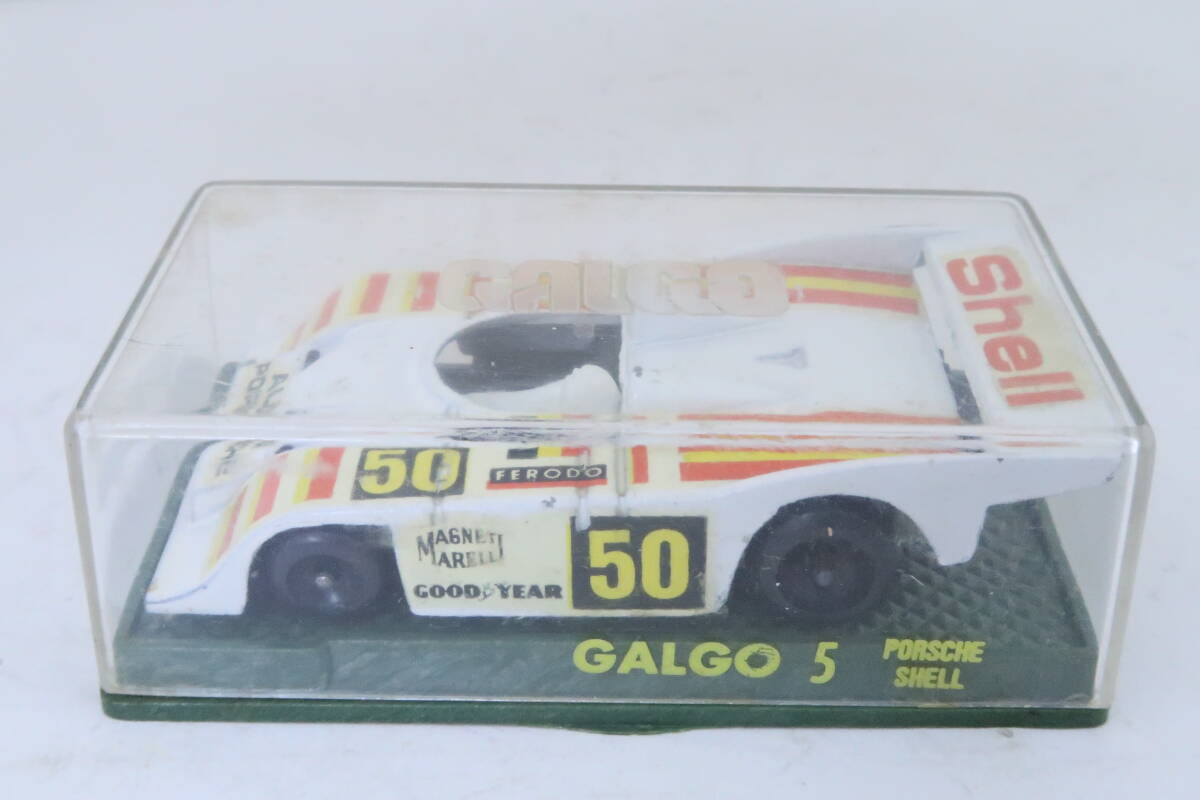 GALGO
Shell
50
FERODO
MAGNETI
MARELLI
GOODYEAR
50
GALGO 5
PORSCHE
SHELL